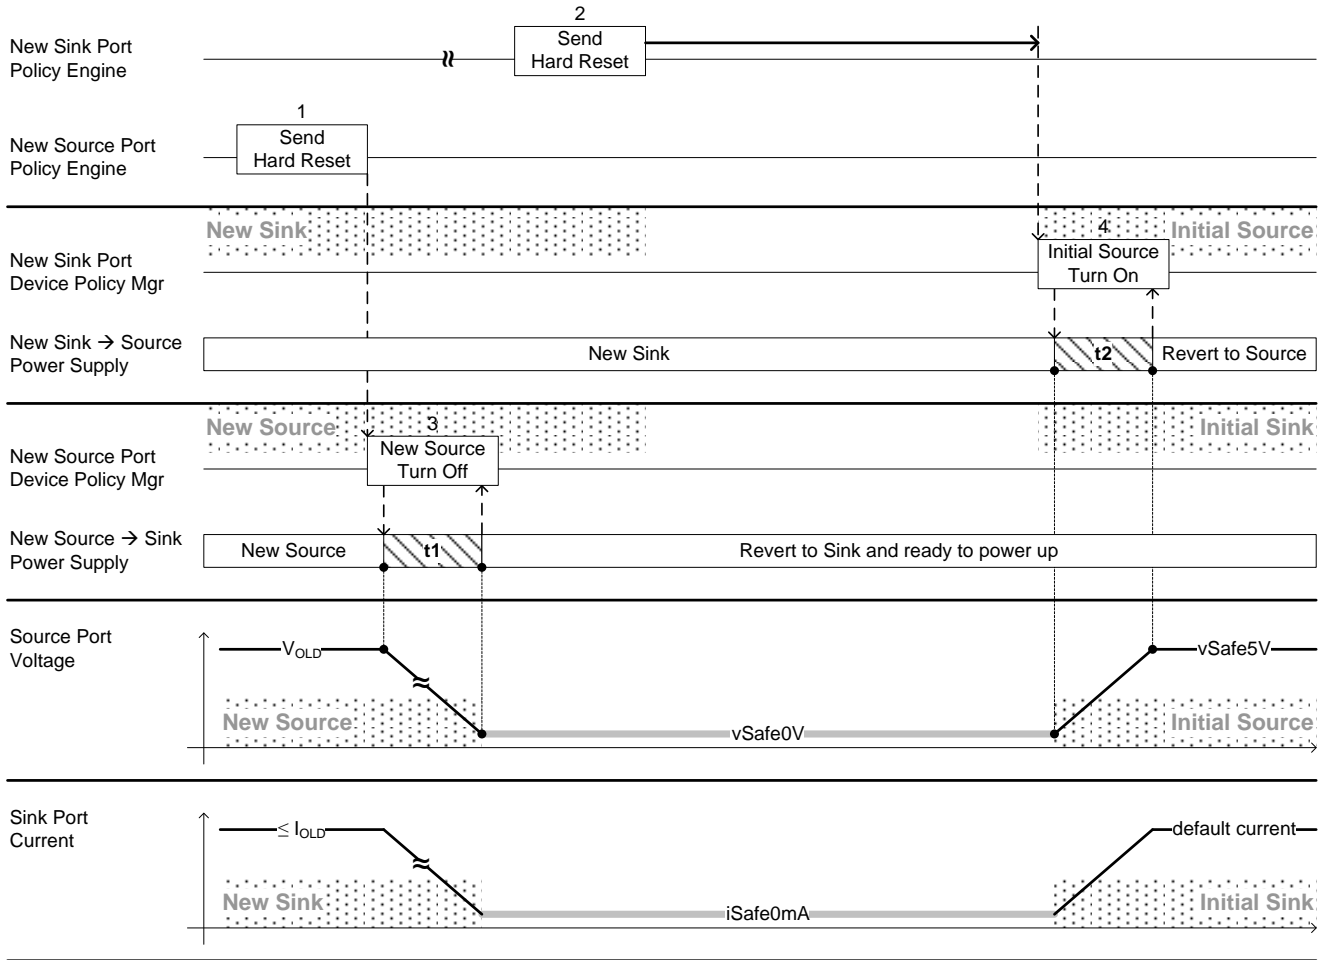 2
New Sink Port
Policy Engine
Send
Hard Reset
1
New Source Port
Policy Engine
Send
Hard Reset
New Sink
4
Initial Source
New Sink Port
Device Policy Mgr
Initial Source
Turn On
New Sink → Source
Power Supply
New Sink
t2
Revert to Source
New Source
3
Initial Sink
New Source Port
Device Policy Mgr
New Source
Turn Off
New Source → Sink
Power Supply
New Source
t1
Revert to Sink and ready to power up
Source Port
Voltage
VOLD
vSafe5V
New Source
vSafe0V
Initial Source
Sink Port
Current
≤ IOLD
default current
New Sink
iSafe0mA
Initial Sink